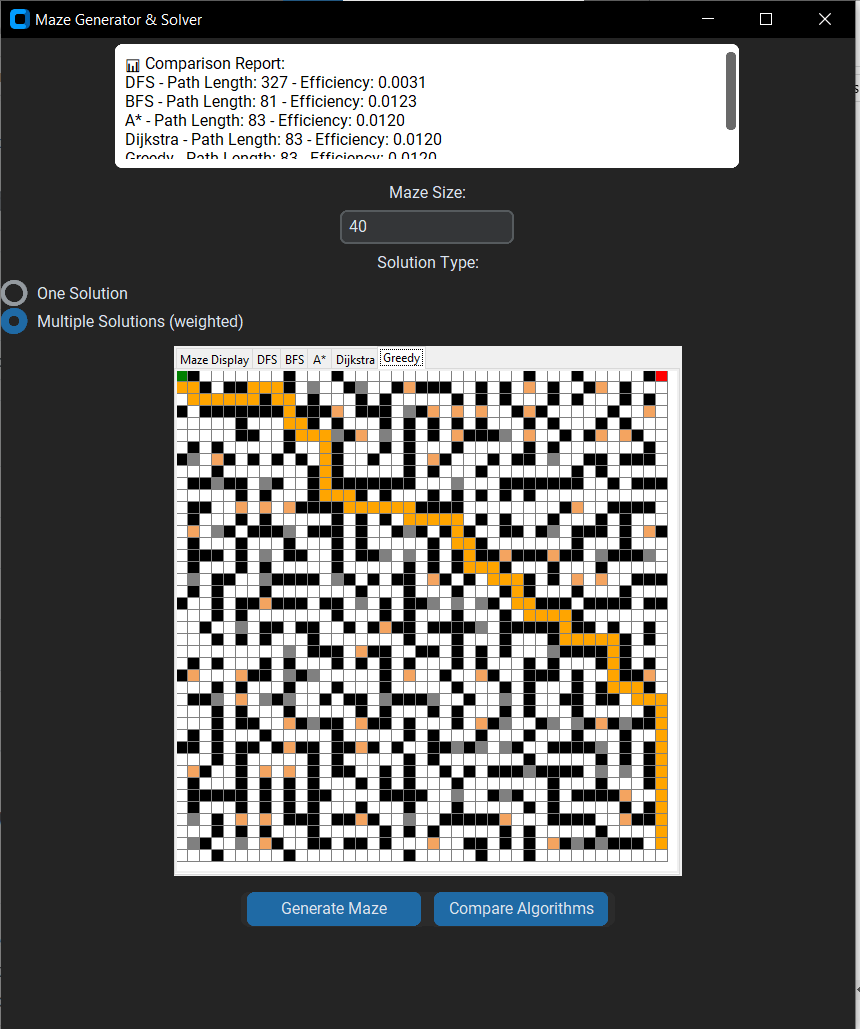 Maze Generator & Solver
📊 Comparison Report:
DFS - Path Length: 327 - Efficiency: 0.0031
BFS - Path Length: 81 - Efficiency: 0.0123
A* - Path Length: 83 - Efficiency: 0.0120
Dijkstra - Path Length: 83 - Efficiency: 0.0120
Greedy - Path Length: 83 - Efficiency: 0.0120
Maze Size:
40
Solution Type:
One Solution
Multiple Solutions (weighted)
Maze Display DFS BFS A* Dijkstra Greedy
Generate Maze Compare Algorithms